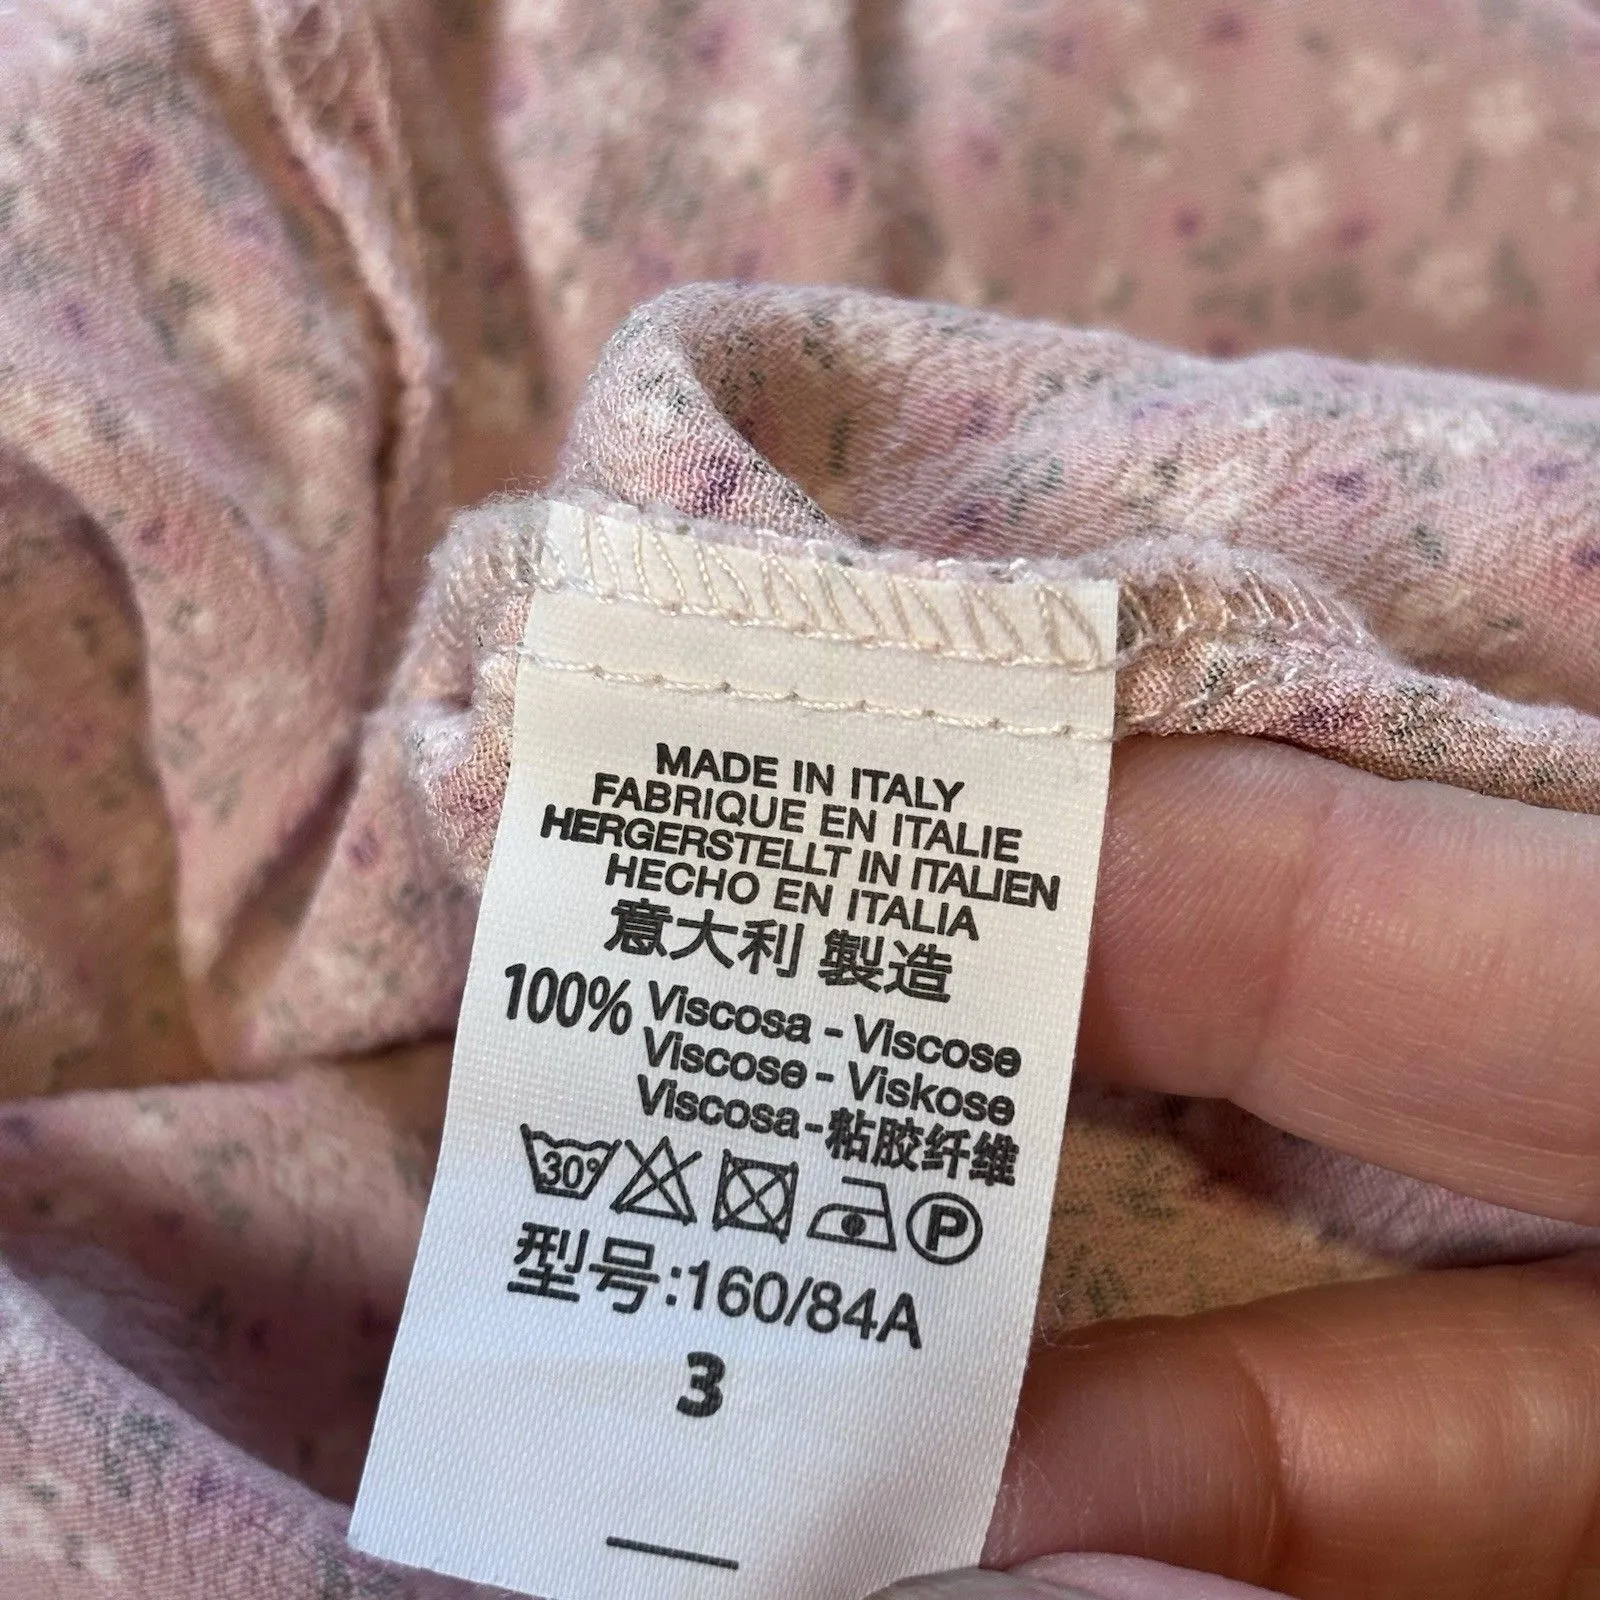 MADE IN ITALY
FABRIQUE EN ITALIE
HERGERSTELLT IN ITALIEN
HECHO EN ITALIA
意大利 製造
100% Viscosa - Viscose
Viscose - Viskose
Viscosa - 粘胶纤维
30° P
型号:160/84A
3